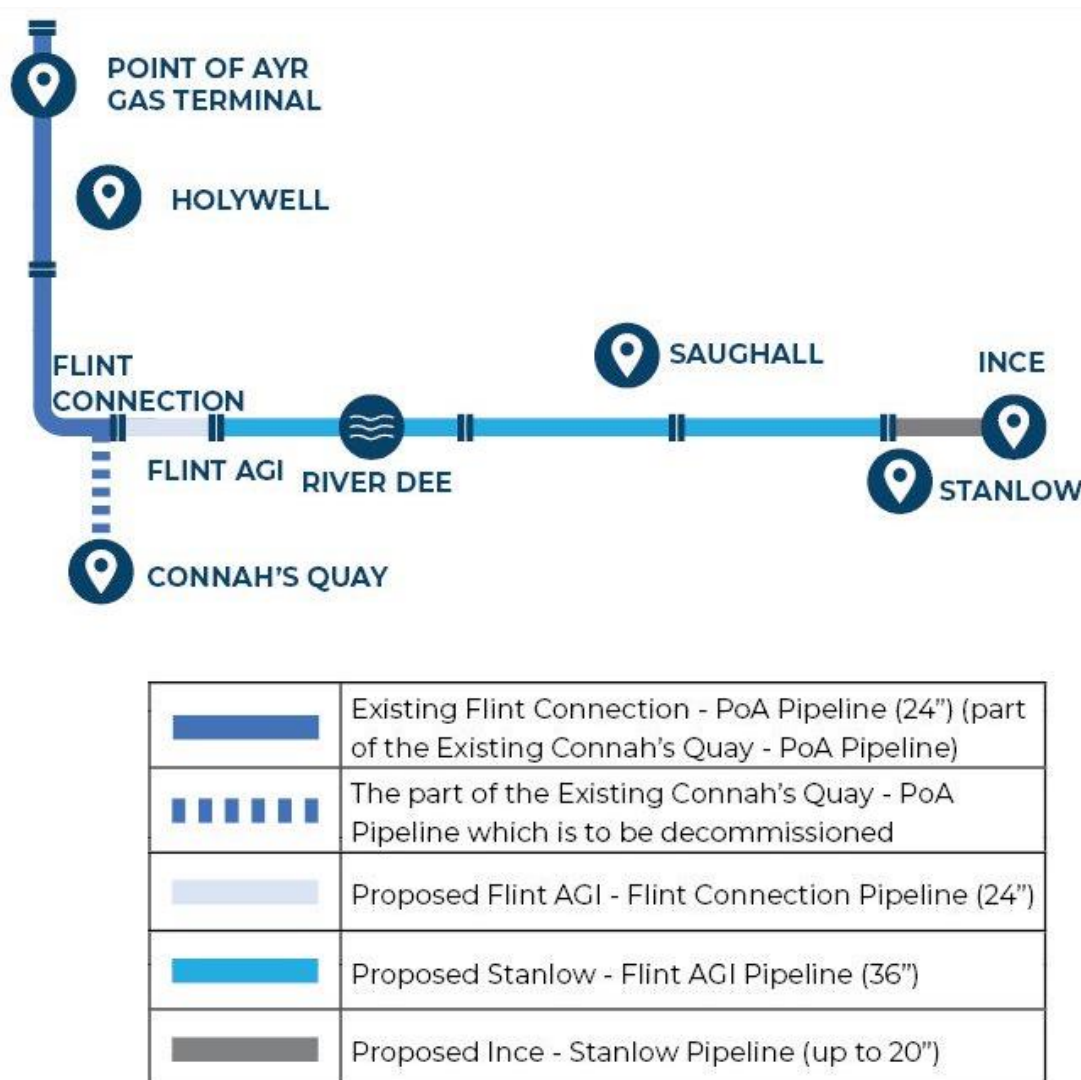 POINT OF AYR
GAS TERMINAL
HOLYWELL
FLINT
CONNECTION
SAUGHALL
INCE
FLINT AGI
RIVER DEE
STANLOW
CONNAH'S QUAY
Existing Flint Connection - PoA Pipeline (24”) (part
of the Existing Connah's Quay - PoA Pipeline)
The part of the Existing Connah's Quay - PoA
Pipeline which is to be decommissioned
Proposed Flint AGI - Flint Connection Pipeline (24”)
Proposed Stanlow - Flint AGI Pipeline (36”)
Proposed Ince - Stanlow Pipeline (up to 20”)